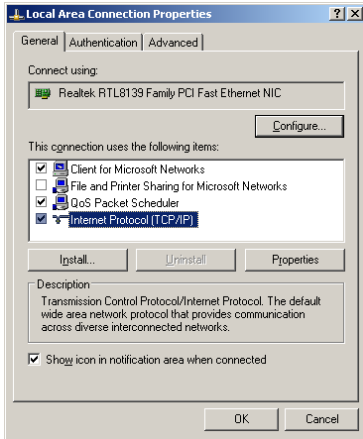 Local Area Connection Properties
General Authentication Advanced
Connect using:
Realtek RTL8139 Family PCI Fast Ethernet NIC
Configure...
This connection uses the following items:
Client for Microsoft Networks
File and Printer Sharing for Microsoft Networks
QoS Packet Scheduler
Internet Protocol (TCP/IP)
Install... Uninstall Properties
Description
Transmission Control Protocol/Internet Protocol. The default
wide area network protocol that provides communication
across diverse interconnected networks.
Show icon in notification area when connected
OK Cancel